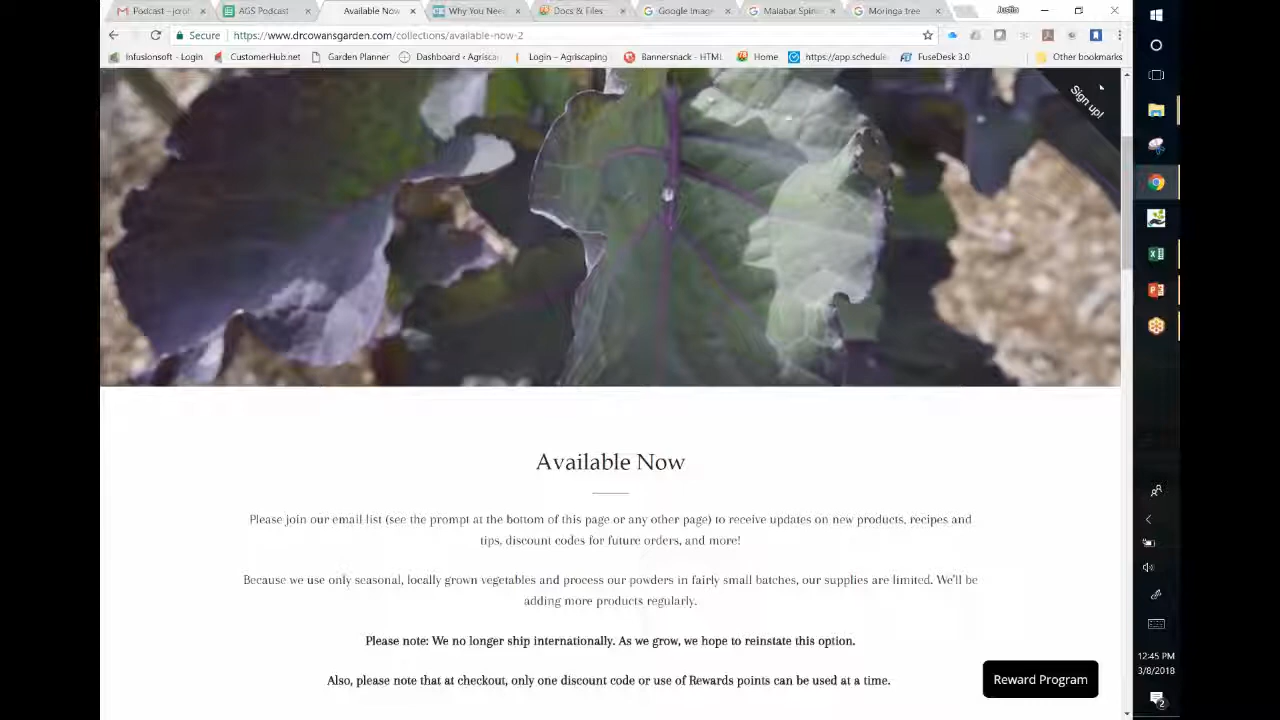 Podcast – jcroh
AGS Podcast
Available Now
Why You Nee
Docs & Files
Google Image
Malabar Spin
Moringa tree
Justin
Secure
https://www.drcowansgarden.com/collections/available-now-2
Infusionsoft - Login
CustomerHub.net
Garden Planner
Dashboard ‹ Agrisca
Login – Agriscaping
Bannersnack - HTML
Home
https://app.schedule
FuseDesk 3.0
Other bookmarks
Sign up!
Available Now
Please join our email list (see the prompt at the bottom of this page or any other page) to receive updates on new products, recipes and
tips, discount codes for future orders, and more!
Because we use only seasonal, locally grown vegetables and process our powders in fairly small batches, our supplies are limited. We'll be
adding more products regularly.
Please note: We no longer ship internationally. As we grow, we hope to reinstate this option.
Also, please note that at checkout, only one discount code or use of Rewards points can be used at a time.
Reward Program
12:45 PM
3/8/2018
2